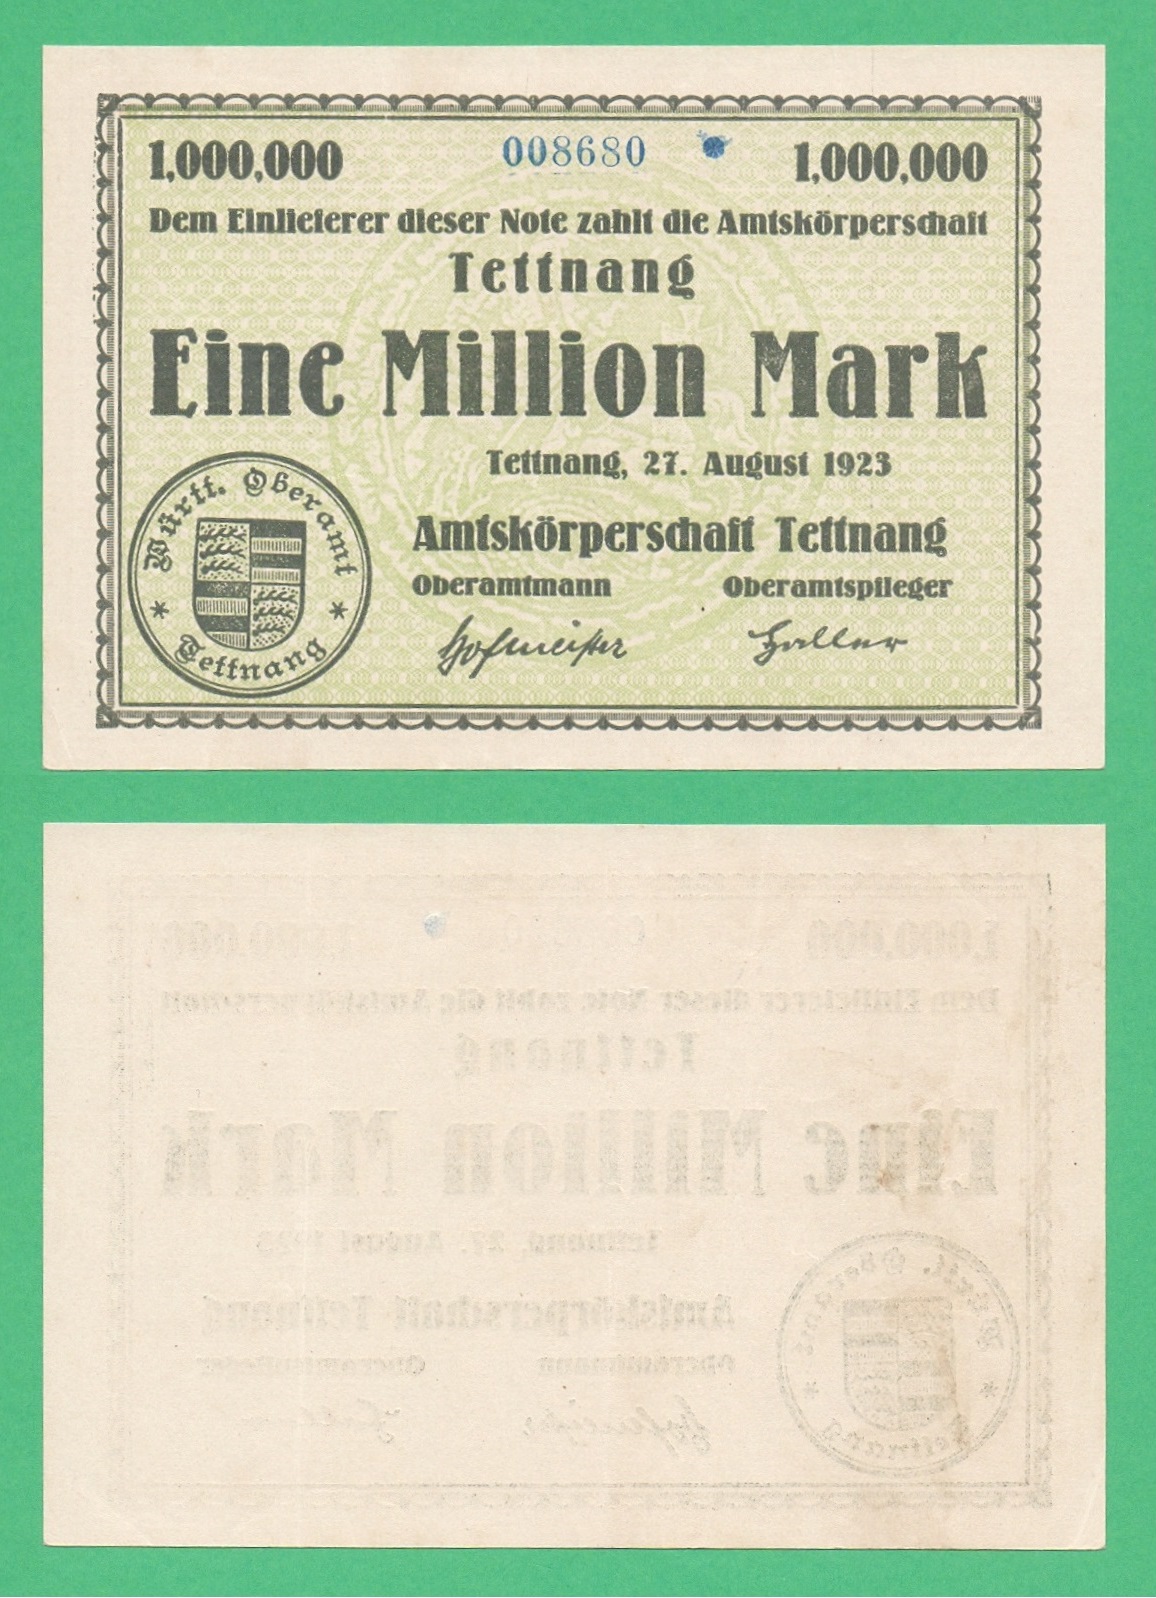 1,000,000 008680 1,000,000
Dem Einlieferer dieser Note zahlt die Amtskörperschaft
Tettnang
Eine Million Mark
Tettnang, 27. August 1923
Amtskörperschaft Tettnang
Oberamtmann Oberamtspfleger
Hofmeister Haller
Württ. Oberamt
* Tettnang *